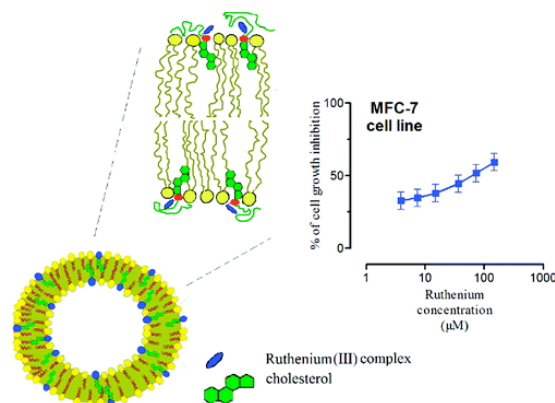 MFC-7
cell line
% of cell growth inhibition
100
50
0
1
10
100
1000
Ruthenium
concentration
(μM)
Ruthenium(III) complex
cholesterol